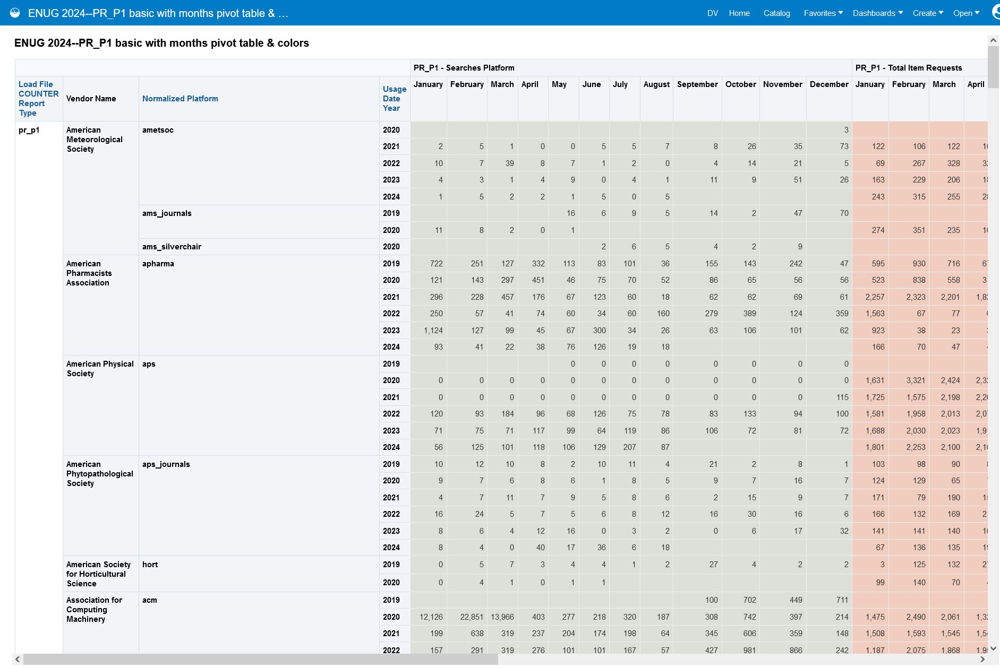 ENUG 2024--PR_P1 basic with months pivot table & ...
DV Home Catalog Favorites Dashboards Create Open
ENUG 2024--PR_P1 basic with months pivot table & colors
PR_P1 - Searches Platform PR_P1 - Total Item Requests
Load File COUNTER Report Type Vendor Name Normalized Platform Usage Date Year January February March April May June July August September October November December January February March April
pr_p1 American Meteorological Society ametsoc 2020 3
2021 2 5 1 0 0 5 5 7 8 26 35 73 122 106 122
2022 10 7 39 8 7 1 2 0 4 14 21 5 69 267 328
2023 4 3 1 4 9 0 4 1 11 9 51 26 163 229 206
2024 1 5 2 2 1 5 0 5 243 315 255
ams_journals 2019 16 6 9 5 14 2 47 70
2020 11 8 2 0 1 274 351 235
ams_silverchair 2020 2 6 5 4 2 9
American Pharmacists Association apharma 2019 722 251 127 332 113 83 101 36 155 143 242 47 595 930 716
2020 121 143 297 451 46 75 70 52 86 65 56 56 523 838 558
2021 296 228 457 176 67 123 60 18 62 62 69 61 2,257 2,323 2,201
2022 250 57 41 74 60 34 60 160 279 389 124 359 1,563 67 77
2023 1,124 127 99 45 67 300 34 26 63 106 101 62 923 38 23
2024 93 41 22 38 76 126 19 18 166 70 47
American Physical Society aps 2019 0 0 0 0 0 0 0 0
2020 0 0 0 0 0 0 0 0 0 0 0 0 1,631 3,321 2,424
2021 0 0 0 0 0 0 0 0 0 0 0 115 1,725 1,575 2,198
2022 120 93 184 96 68 126 75 78 83 133 94 100 1,581 1,958 2,013
2023 71 75 71 117 99 64 119 86 106 72 81 72 1,688 2,030 2,023
2024 56 125 101 118 106 129 207 87 1,801 2,253 2,100
American Phytopathological Society aps_journals 2019 10 12 10 8 2 10 11 4 21 2 8 1 103 98 90
2020 9 7 6 8 6 1 8 5 9 7 16 7 124 129 65
2021 4 7 11 7 9 5 8 6 2 15 9 7 171 79 190
2022 16 24 5 7 5 6 8 12 16 30 16 6 166 132 169
2023 8 6 4 12 16 0 3 2 0 6 17 32 141 141 140
2024 8 4 0 40 17 36 6 18 67 136 135
American Society for Horticultural Science hort 2019 0 5 7 3 4 4 1 2 27 4 2 2 3 125 132
2020 0 4 1 0 1 1 99 140 70
Association for Computing Machinery acm 2019 100 702 449 711
2020 12,126 22,851 13,966 403 277 218 320 187 308 742 397 214 1,475 2,490 2,061
2021 199 638 319 237 204 174 198 64 345 606 359 148 1,508 1,593 1,545
2022 157 291 319 276 101 101 167 57 427 981 866 242 1,187 2,075 1,868